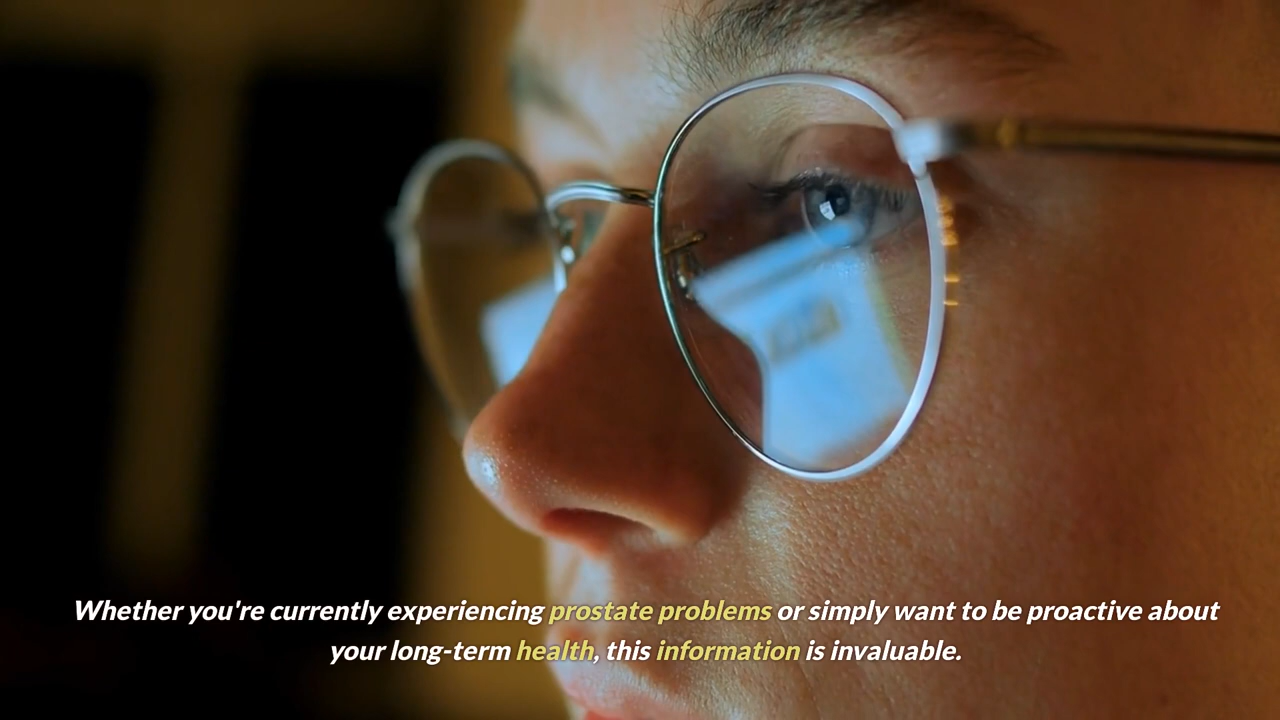 Whether you're currently experiencing prostate problems or simply want to be proactive about
your long-term health, this information is invaluable.